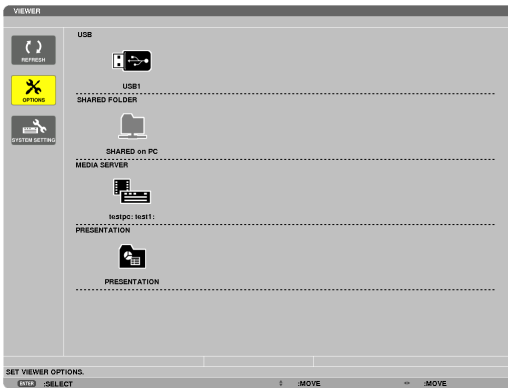 VIEWER
REFRESH
OPTIONS
SYSTEM SETTING
USB
USB1
SHARED FOLDER
SHARED on PC
MEDIA SERVER
testpc: test1:
PRESENTATION
PRESENTATION
SET VIEWER OPTIONS.
ENTER :SELECT :MOVE :MOVE